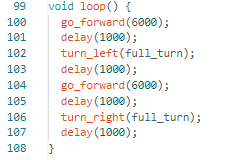 99 void loop() {
100 go_forward(6000);
101 delay(1000);
102 turn_left(full_turn);
103 delay(1000);
104 go_forward(6000);
105 delay(1000);
106 turn_right(full_turn);
107 delay(1000);
108 }